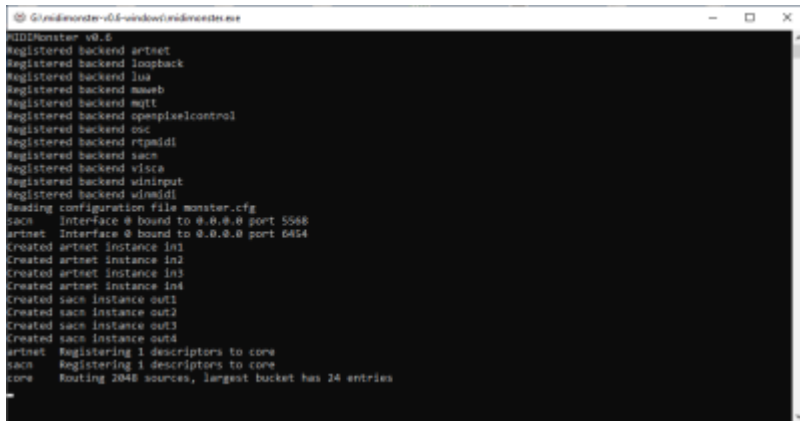 G:\midimonster-v0.6-windows\midimonster.exe
MIDIMonster v0.6
Registered backend artnet
Registered backend loopback
Registered backend lua
Registered backend maweb
Registered backend mqtt
Registered backend openpixelcontrol
Registered backend osc
Registered backend rtpmidi
Registered backend sacn
Registered backend visca
Registered backend wininput
Registered backend winmidi
Reading configuration file monster.cfg
sacn Interface 0 bound to 0.0.0.0 port 5568
artnet Interface 0 bound to 0.0.0.0 port 6454
Created artnet instance in1
Created artnet instance in2
Created artnet instance in3
Created artnet instance in4
Created sacn instance out1
Created sacn instance out2
Created sacn instance out3
Created sacn instance out4
artnet Registering 1 descriptors to core
sacn Registering 1 descriptors to core
core Routing 2048 sources, largest bucket has 24 entries